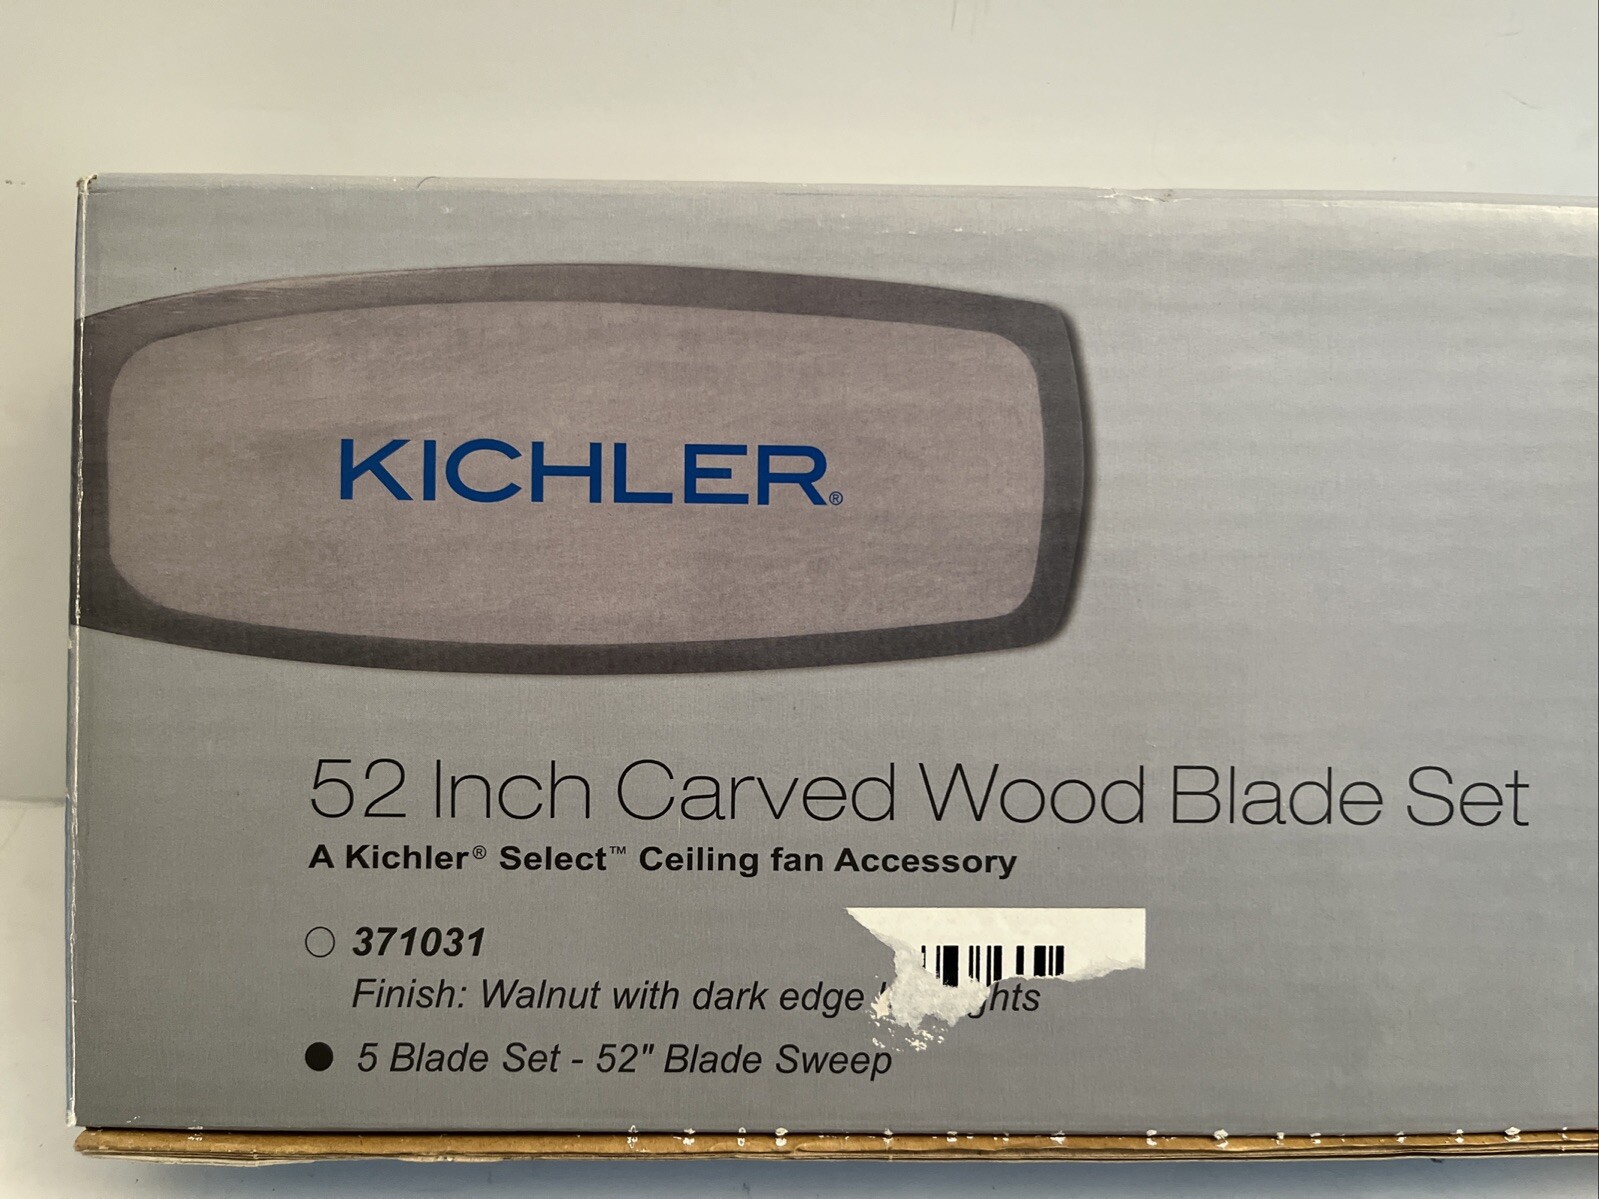 KICHLER®
52 Inch Carved Wood Blade Set
A Kichler® Select™ Ceiling fan Accessory
371031
Finish: Walnut with dark edge
5 Blade Set - 52" Blade Sweep